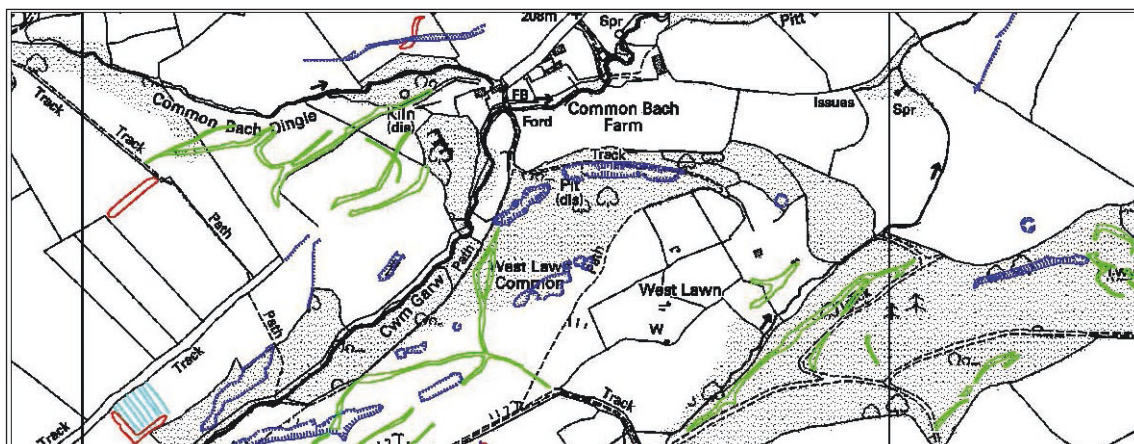 208m
Spr
Pitt
Track
Common Bach Dingle
Kiln
(dis)
FB
Ford
Common Bach
Farm
Issues
Spr
Track
Track
Pit
(dis)
Path
Path
Path
West Lawn
Common
Cwm Garw
West Lawn
W
Path
Track
Track
Track